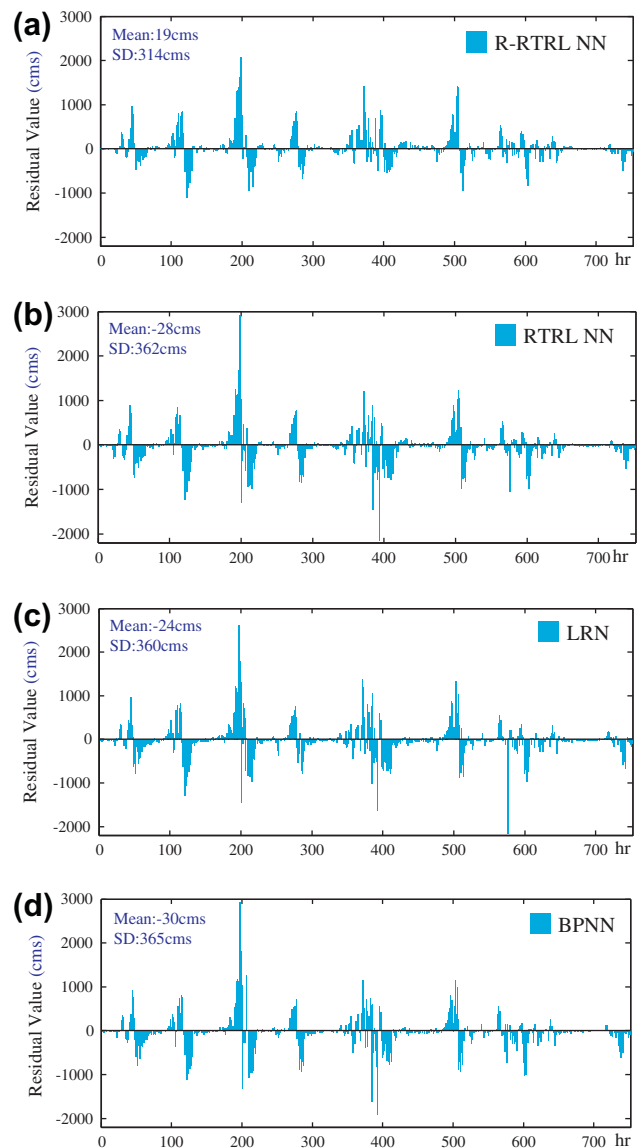 (a)
3000
2000
1000
0
-1000
-2000
Residual Value (cms)
Mean:19cms
SD:314cms
R-RTRL NN
0 100 200 300 400 500 600 700 hr
(b)
3000
2000
1000
0
-1000
-2000
Residual Value (cms)
Mean:-28cms
SD:362cms
RTRL NN
0 100 200 300 400 500 600 700 hr
(c)
3000
2000
1000
0
-1000
-2000
Residual Value (cms)
Mean:-24cms
SD:360cms
LRN
0 100 200 300 400 500 600 700 hr
(d)
3000
2000
1000
0
-1000
-2000
Residual Value (cms)
Mean:-30cms
SD:365cms
BPNN
0 100 200 300 400 500 600 700 hr